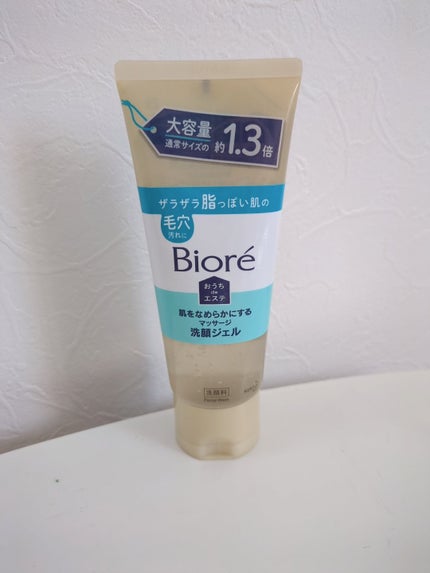 大容量
通常サイズの 約1.3倍
ザラザラ脂っぽい肌の
毛穴
汚れに
Bioré
おうち
de
エステ
肌をなめらかにする
マッサージ
洗顔ジェル
洗顔料
Facial Wash